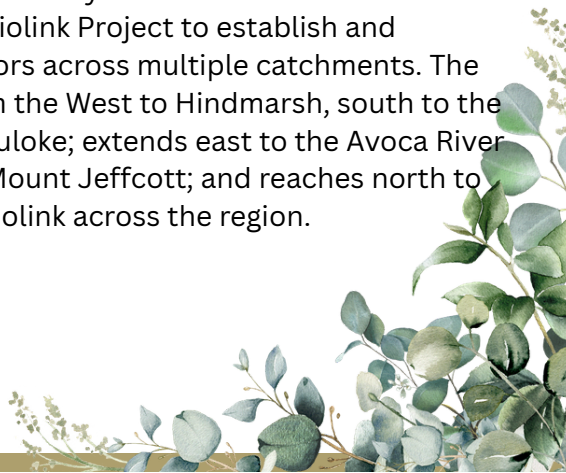 iolink Project to establish and
ors across multiple catchments. The
the West to Hindmarsh, south to the
uloke; extends east to the Avoca River
Mount Jeffcott; and reaches north to
olink across the region.